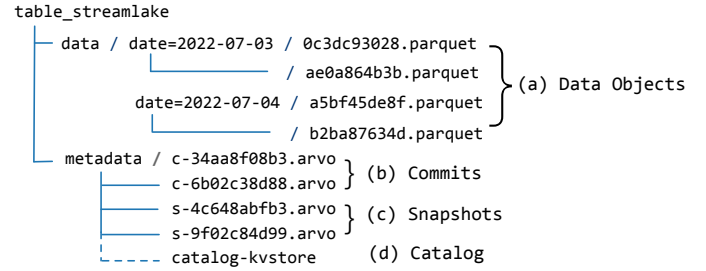 table_streamlake
data / date=2022-07-03 / 0c3dc93028.parquet
/ ae0a864b3b.parquet
(a) Data Objects
date=2022-07-04 / a5bf45de8f.parquet
/ b2ba87634d.parquet
metadata / c-34aa8f08b3.arvo
(b) Commits
c-6b02c38d88.arvo
s-4c648abfb3.arvo
(c) Snapshots
s-9f02c84d99.arvo
catalog-kvstore (d) Catalog